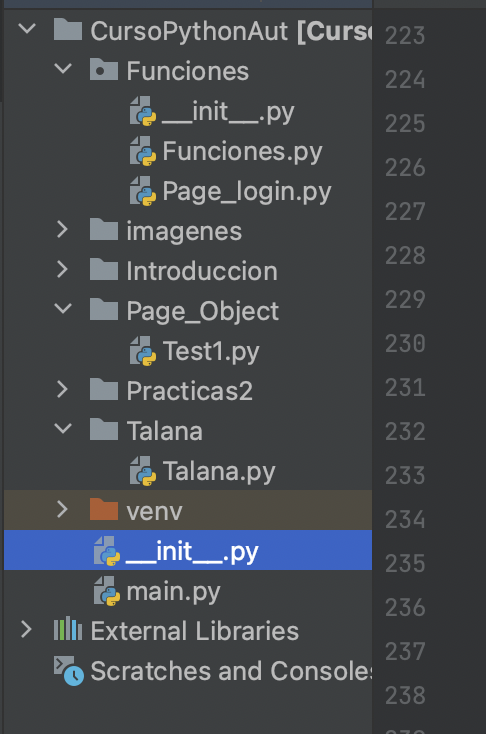 CursoPythonAut [Curs
Funciones
__init__.py
Funciones.py
Page_login.py
imagenes
Introduccion
Page_Object
Test1.py
Practicas2
Talana
Talana.py
venv
__init__.py
main.py
External Libraries
Scratches and Consoles
223
224
225
226
227
228
229
230
231
232
233
234
235
236
237
238